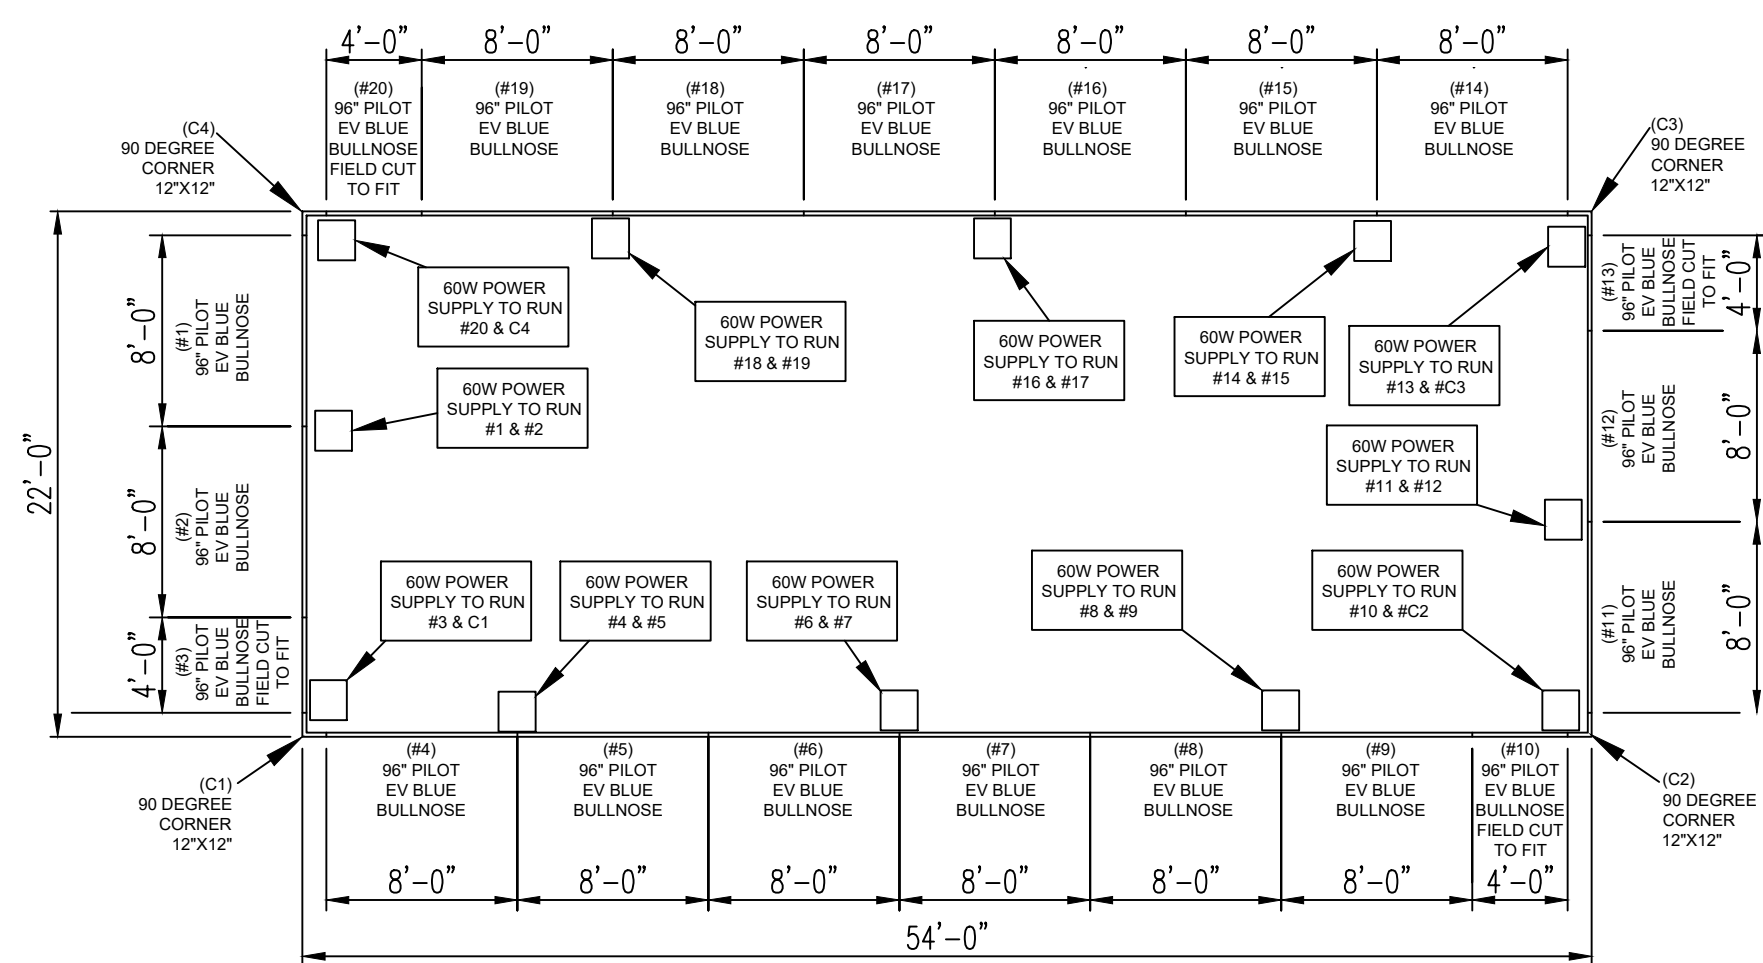 4'-0" 8'-0" 8'-0" 8'-0" 8'-0" 8'-0" 8'-0"
(#20)
96" PILOT
EV BLUE
BULLNOSE
FIELD CUT
TO FIT
(#19)
96" PILOT
EV BLUE
BULLNOSE
(#18)
96" PILOT
EV BLUE
BULLNOSE
(#17)
96" PILOT
EV BLUE
BULLNOSE
(#16)
96" PILOT
EV BLUE
BULLNOSE
(#15)
96" PILOT
EV BLUE
BULLNOSE
(#14)
96" PILOT
EV BLUE
BULLNOSE
(C4)
90 DEGREE
CORNER
12"X12"
(C3)
90 DEGREE
CORNER
12"X12"
22'-0"
8'-0"
(#1)
96" PILOT
EV BLUE
BULLNOSE
8'-0"
(#2)
96" PILOT
EV BLUE
BULLNOSE
4'-0"
(#3)
96" PILOT
EV BLUE
BULLNOSE
FIELD CUT
TO FIT
60W POWER
SUPPLY TO RUN
#20 & C4
60W POWER
SUPPLY TO RUN
#18 & #19
60W POWER
SUPPLY TO RUN
#16 & #17
60W POWER
SUPPLY TO RUN
#14 & #15
60W POWER
SUPPLY TO RUN
#13 & #C3
60W POWER
SUPPLY TO RUN
#1 & #2
60W POWER
SUPPLY TO RUN
#11 & #12
60W POWER
SUPPLY TO RUN
#3 & C1
60W POWER
SUPPLY TO RUN
#4 & #5
60W POWER
SUPPLY TO RUN
#6 & #7
60W POWER
SUPPLY TO RUN
#8 & #9
60W POWER
SUPPLY TO RUN
#10 & #C2
(#13)
96" PILOT
EV BLUE
BULLNOSE
FIELD CUT
TO FIT
4'-0"
(#12)
96" PILOT
EV BLUE
BULLNOSE
8'-0"
(#11)
96" PILOT
EV BLUE
BULLNOSE
8'-0"
(C1)
90 DEGREE
CORNER
12"X12"
(#4)
96" PILOT
EV BLUE
BULLNOSE
(#5)
96" PILOT
EV BLUE
BULLNOSE
(#6)
96" PILOT
EV BLUE
BULLNOSE
(#7)
96" PILOT
EV BLUE
BULLNOSE
(#8)
96" PILOT
EV BLUE
BULLNOSE
(#9)
96" PILOT
EV BLUE
BULLNOSE
(#10)
96" PILOT
EV BLUE
BULLNOSE
FIELD CUT
TO FIT
(C2)
90 DEGREE
CORNER
12"X12"
8'-0" 8'-0" 8'-0" 8'-0" 8'-0" 8'-0" 4'-0"
54'-0"